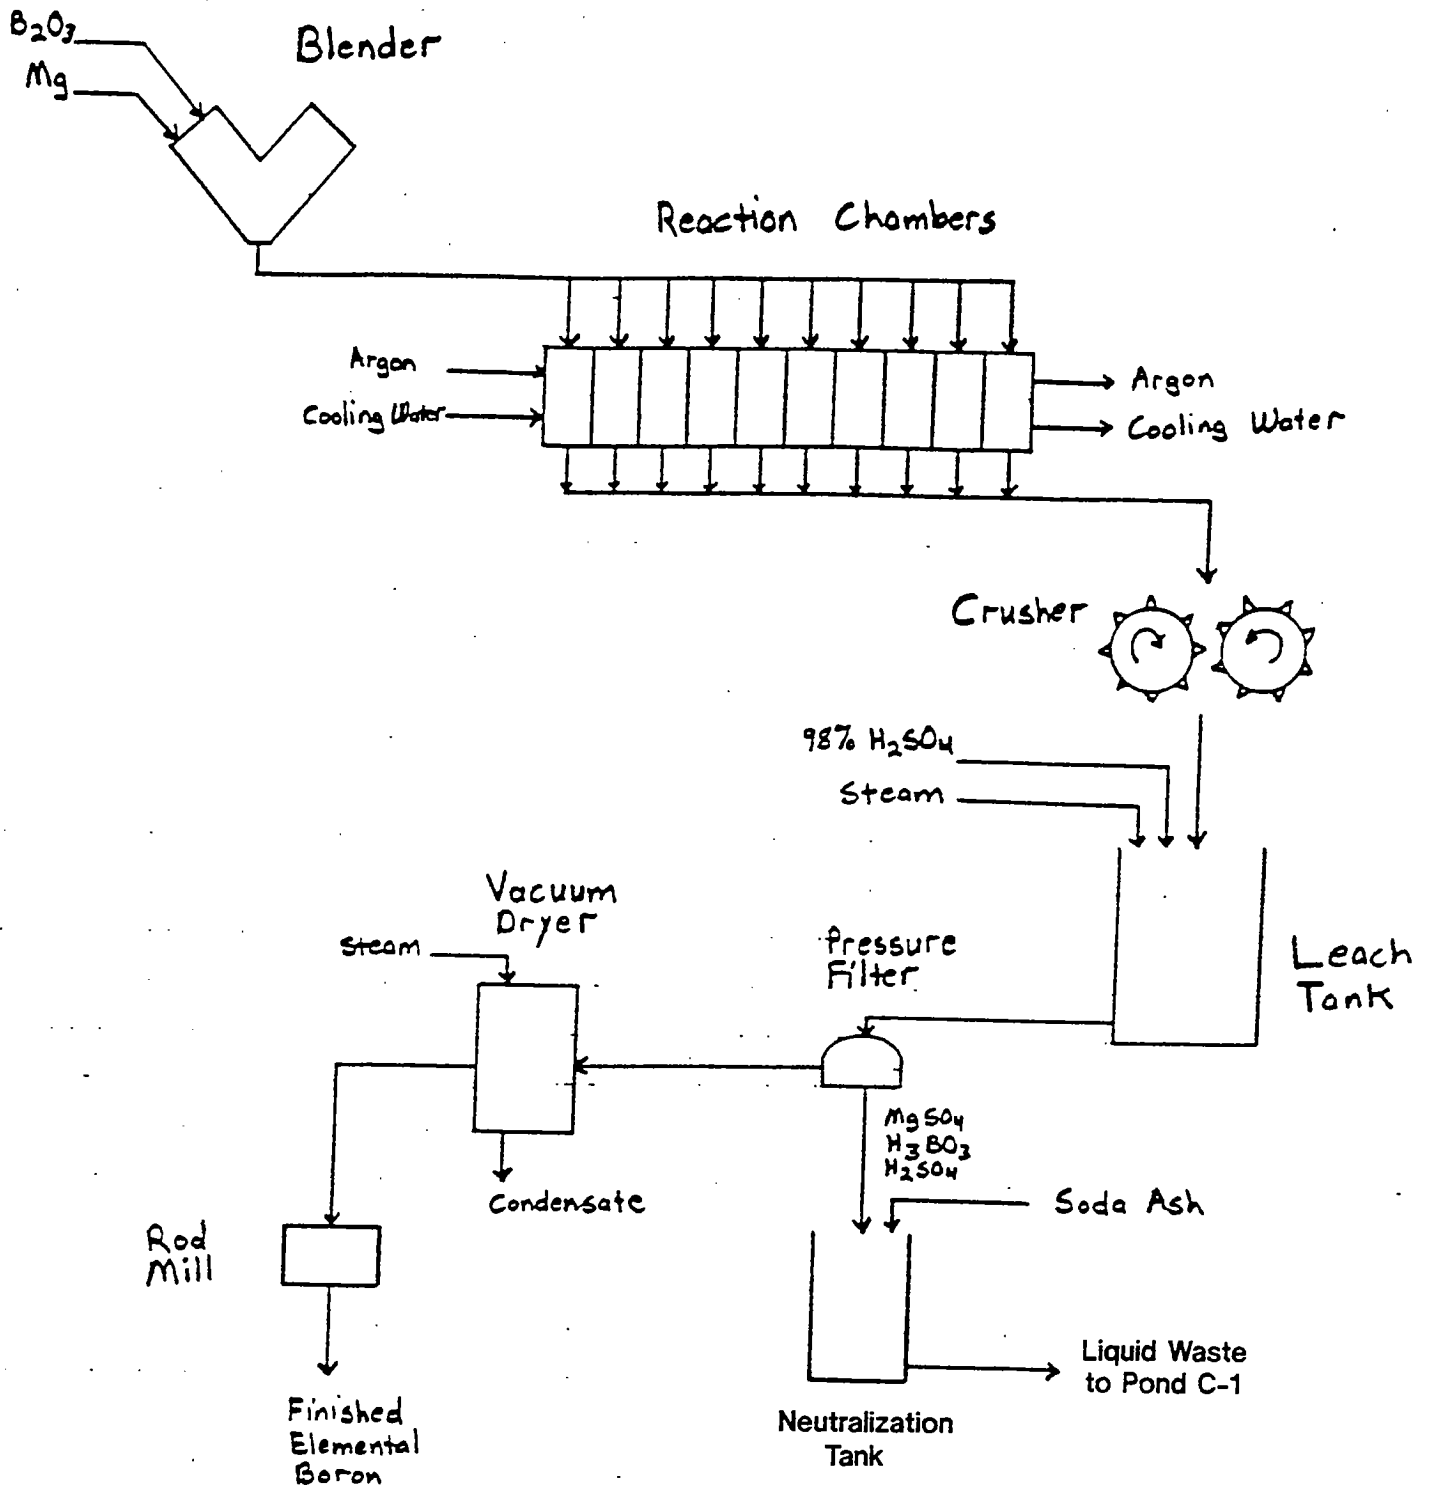 B₂O₃
Blender
Mg
Reaction Chambers
Argon
Argon
Cooling Water
Cooling Water
Crusher
98% H₂SO₄
Steam
Vacuum
Dryer
Steam
Pressure
Filter
Leach
Tank
MgSO₄
H₃BO₃
H₂SO₄
Condensate
Soda Ash
Rod
Mill
Liquid Waste
to Pond C-1
Finished
Elemental
Boron
Neutralization
Tank